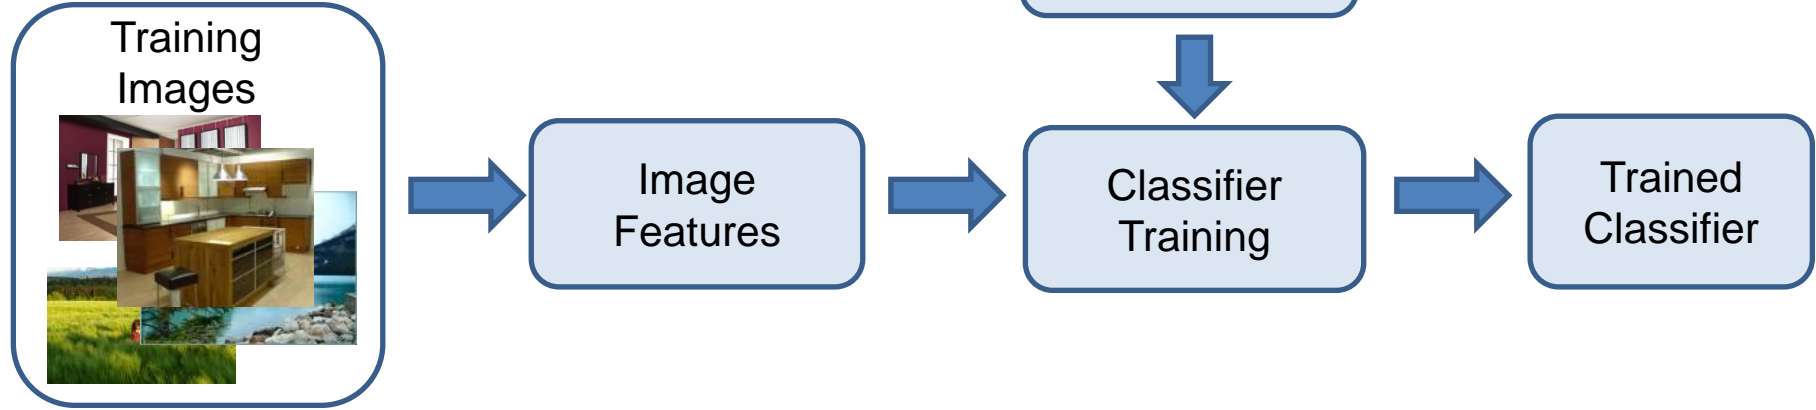 Training
Images
Image
Features
Classifier
Training
Trained
Classifier